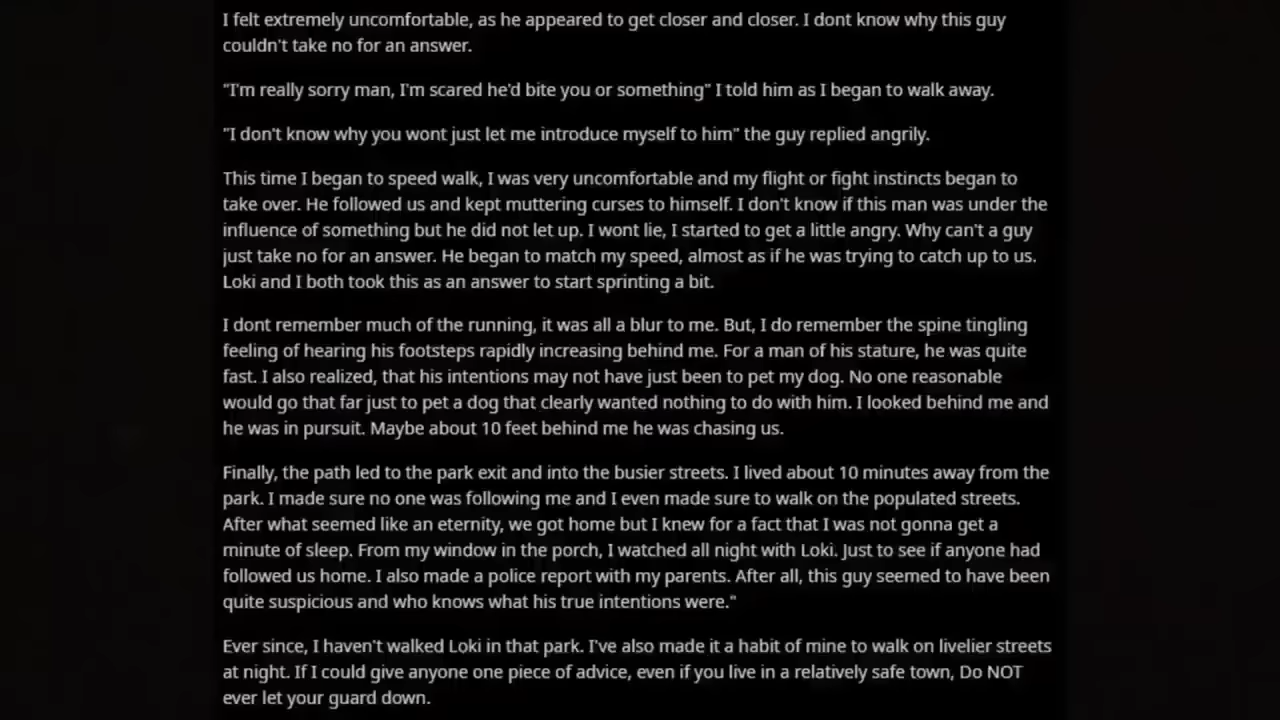 I felt extremely uncomfortable, as he appeared to get closer and closer. I dont know why this guy
couldn't take no for an answer.
"I'm really sorry man, I'm scared he'd bite you or something" I told him as I began to walk away.
"I don't know why you wont just let me introduce myself to him" the guy replied angrily.
This time I began to speed walk, I was very uncomfortable and my flight or fight instincts began to
take over. He followed us and kept muttering curses to himself. I don't know if this man was under the
influence of something but he did not let up. I wont lie, I started to get a little angry. Why can't a guy
just take no for an answer. He began to match my speed, almost as if he was trying to catch up to us.
Loki and I both took this as an answer to start sprinting a bit.
I dont remember much of the running, it was all a blur to me. But, I do remember the spine tingling
feeling of hearing his footsteps rapidly increasing behind me. For a man of his stature, he was quite
fast. I also realized, that his intentions may not have just been to pet my dog. No one reasonable
would go that far just to pet a dog that clearly wanted nothing to do with him. I looked behind me and
he was in pursuit. Maybe about 10 feet behind me he was chasing us.
Finally, the path led to the park exit and into the busier streets. I lived about 10 minutes away from the
park. I made sure no one was following me and I even made sure to walk on the populated streets.
After what seemed like an eternity, we got home but I knew for a fact that I was not gonna get a
minute of sleep. From my window in the porch, I watched all night with Loki. Just to see if anyone had
followed us home. I also made a police report with my parents. After all, this guy seemed to have been
quite suspicious and who knows what his true intentions were."
Ever since, I haven't walked Loki in that park. I've also made it a habit of mine to walk on livelier streets
at night. If I could give anyone one piece of advice, even if you live in a relatively safe town, Do NOT
ever let your guard down.